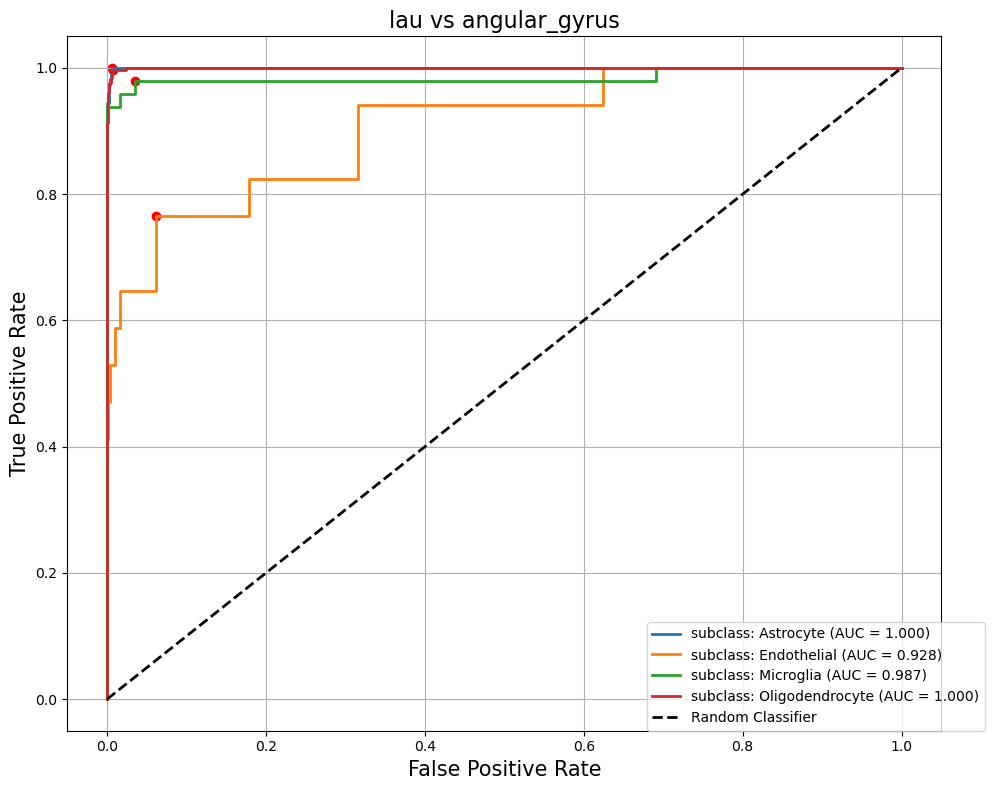 lau vs angular_gyrus
True Positive Rate
1.0
0.8
0.6
0.4
0.2
0.0
0.0 0.2 0.4 0.6 0.8 1.0
False Positive Rate
subclass: Astrocyte (AUC = 1.000)
subclass: Endothelial (AUC = 0.928)
subclass: Microglia (AUC = 0.987)
subclass: Oligodendrocyte (AUC = 1.000)
Random Classifier